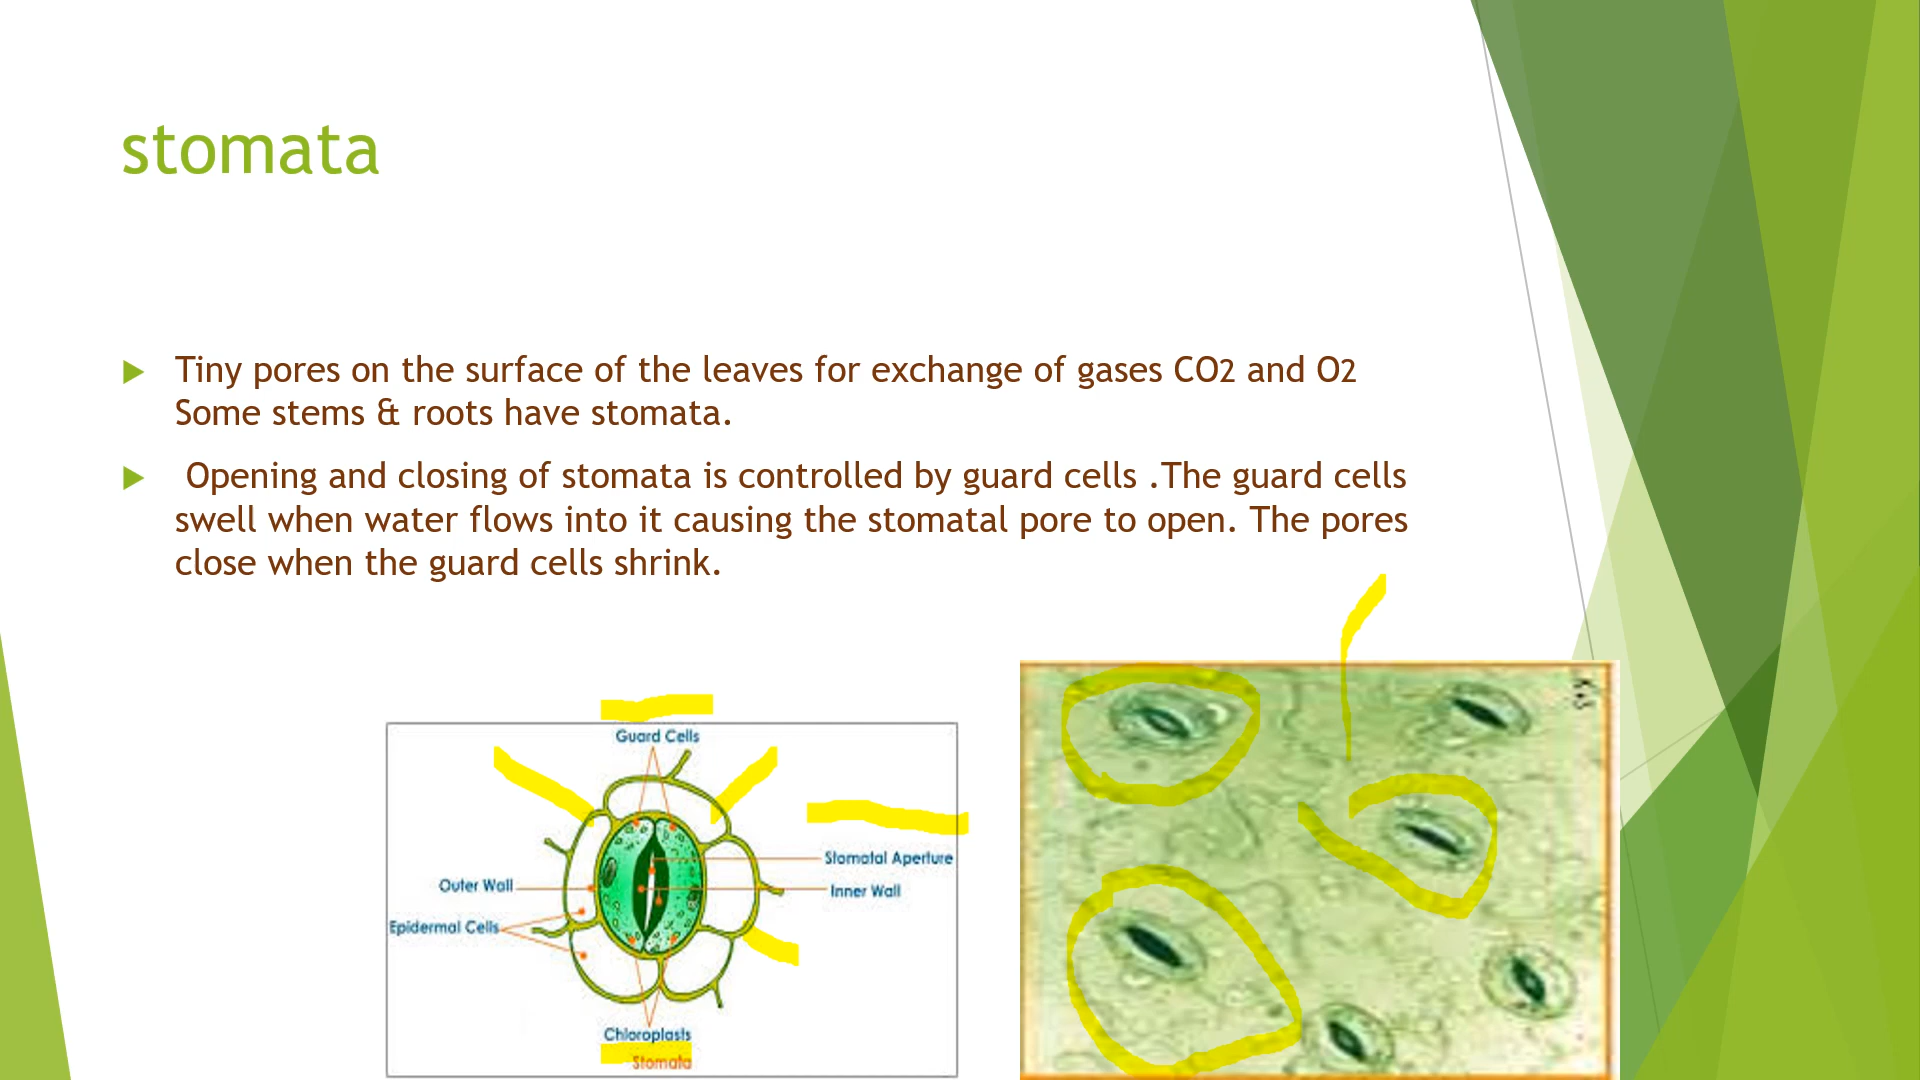 stomata
Tiny pores on the surface of the leaves for exchange of gases CO2 and O2
Some stems & roots have stomata.
Opening and closing of stomata is controlled by guard cells .The guard cells
swell when water flows into it causing the stomatal pore to open. The pores
close when the guard cells shrink.
Guard Cells
Stomatal Aperture
Outer Wall
Inner Wall
Epidermal Cells
Chloroplasts
Stomata